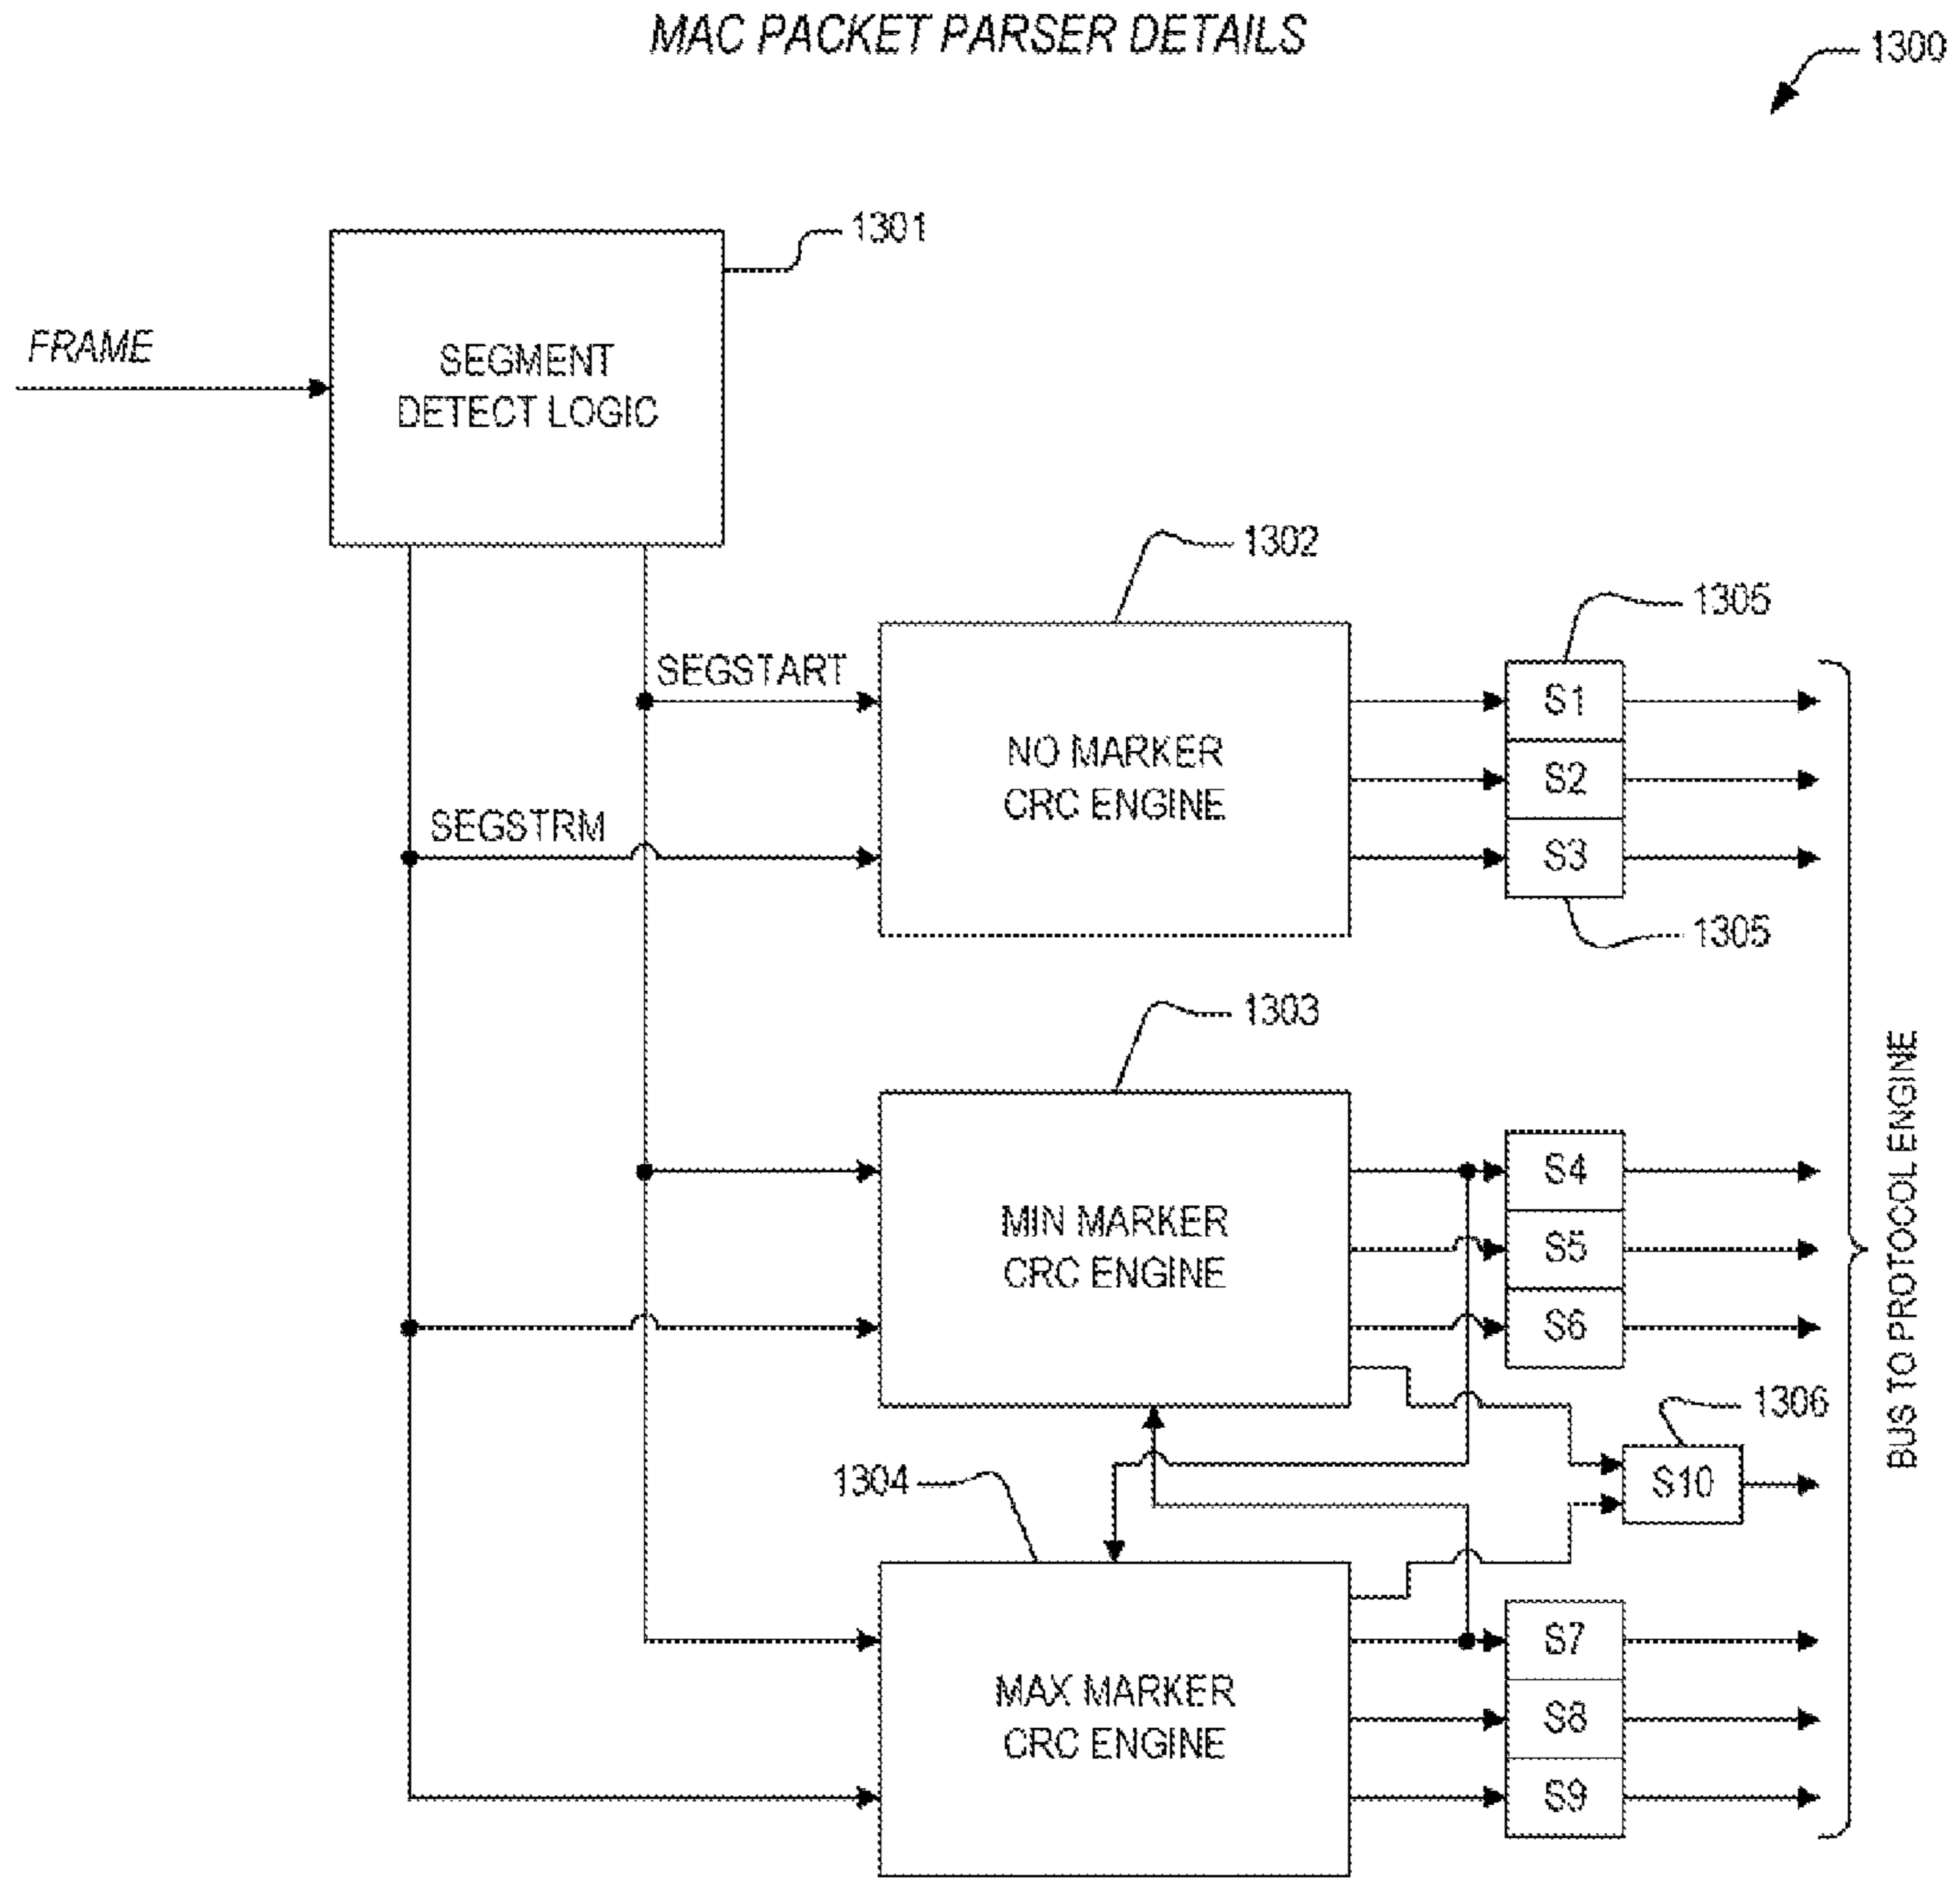 MAC PACKET PARSER DETAILS
1300
1301
FRAME
SEGMENT
DETECT LOGIC
1302
1305
SEGSTART
S1
NO MARKER
CRC ENGINE
S2
SEGSTRM
S3
1305
1303
S4
MIN MARKER
CRC ENGINE
S5
S6
BUS TO PROTOCOL ENGINE
1306
1304
S10
S7
MAX MARKER
CRC ENGINE
S8
S9